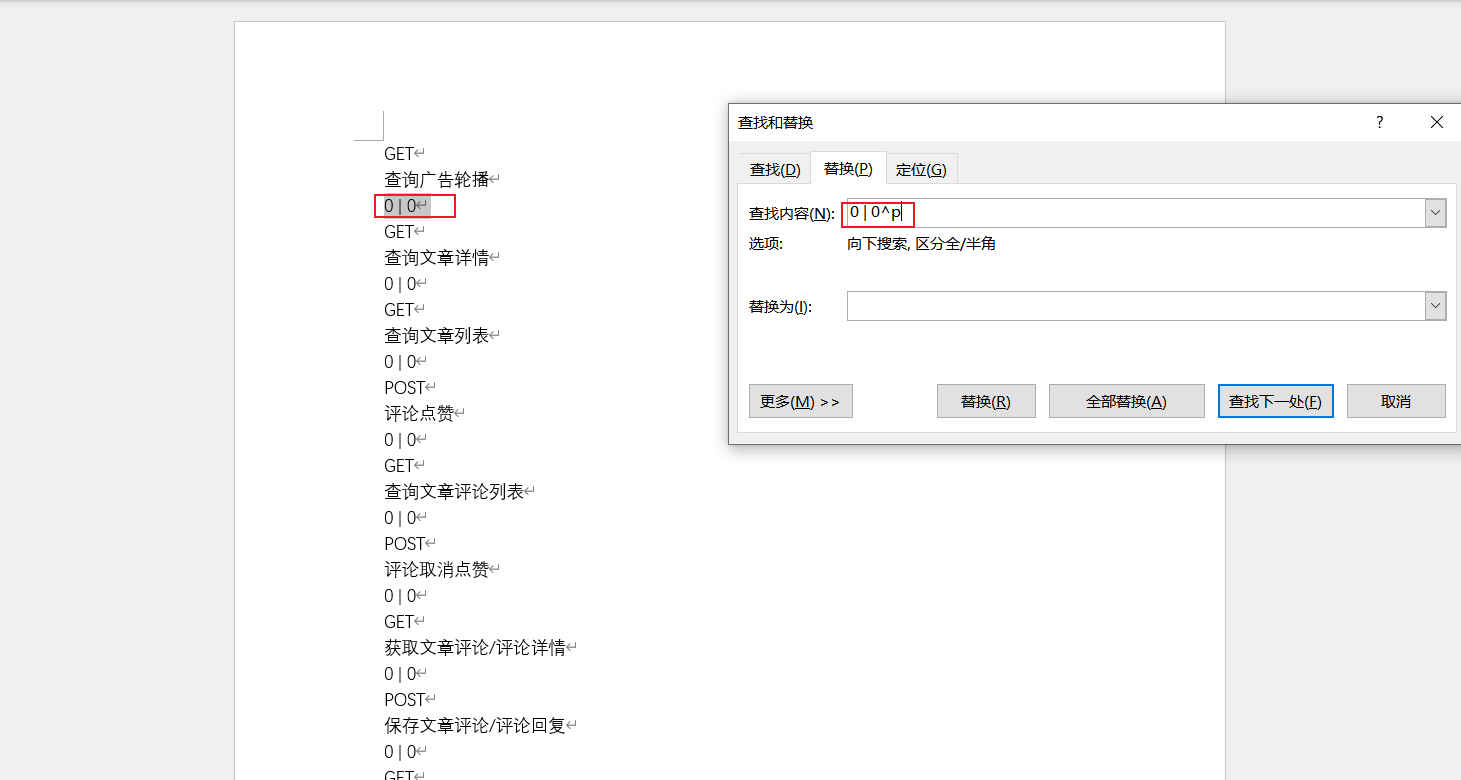 GET↵
查询广告轮播↵
0 | 0↵
GET↵
查询文章详情↵
0 | 0↵
GET↵
查询文章列表↵
0 | 0↵
POST↵
评论点赞↵
0 | 0↵
GET↵
查询文章评论列表↵
0 | 0↵
POST↵
评论取消点赞↵
0 | 0↵
GET↵
获取文章评论/评论详情↵
0 | 0↵
POST↵
保存文章评论/评论回复↵
0 | 0↵
GET↵
查找和替换
? ×
查找(D) 替换(P) 定位(G)
查找内容(N): 0 | 0^p
选项: 向下搜索, 区分全/半角
替换为(I):
更多(M) >> 替换(R) 全部替换(A) 查找下一处(F) 取消